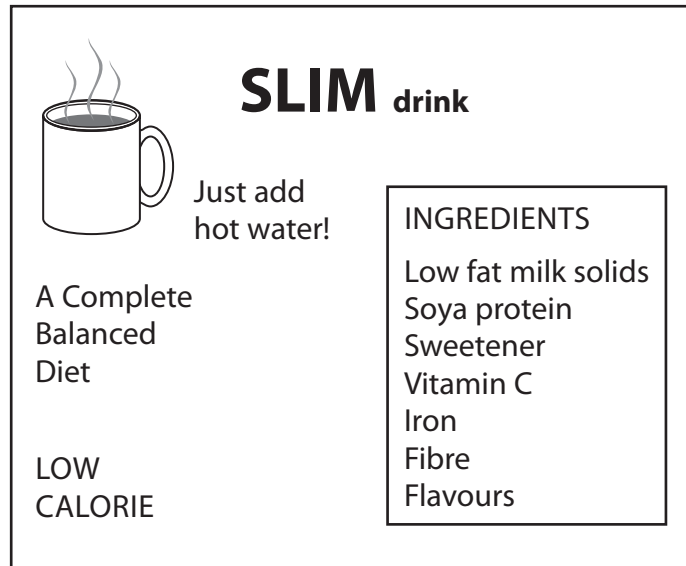 SLIM drink
Just add
hot water!
A Complete
Balanced
Diet
LOW
CALORIE
INGREDIENTS
Low fat milk solids
Soya protein
Sweetener
Vitamin C
Iron
Fibre
Flavours